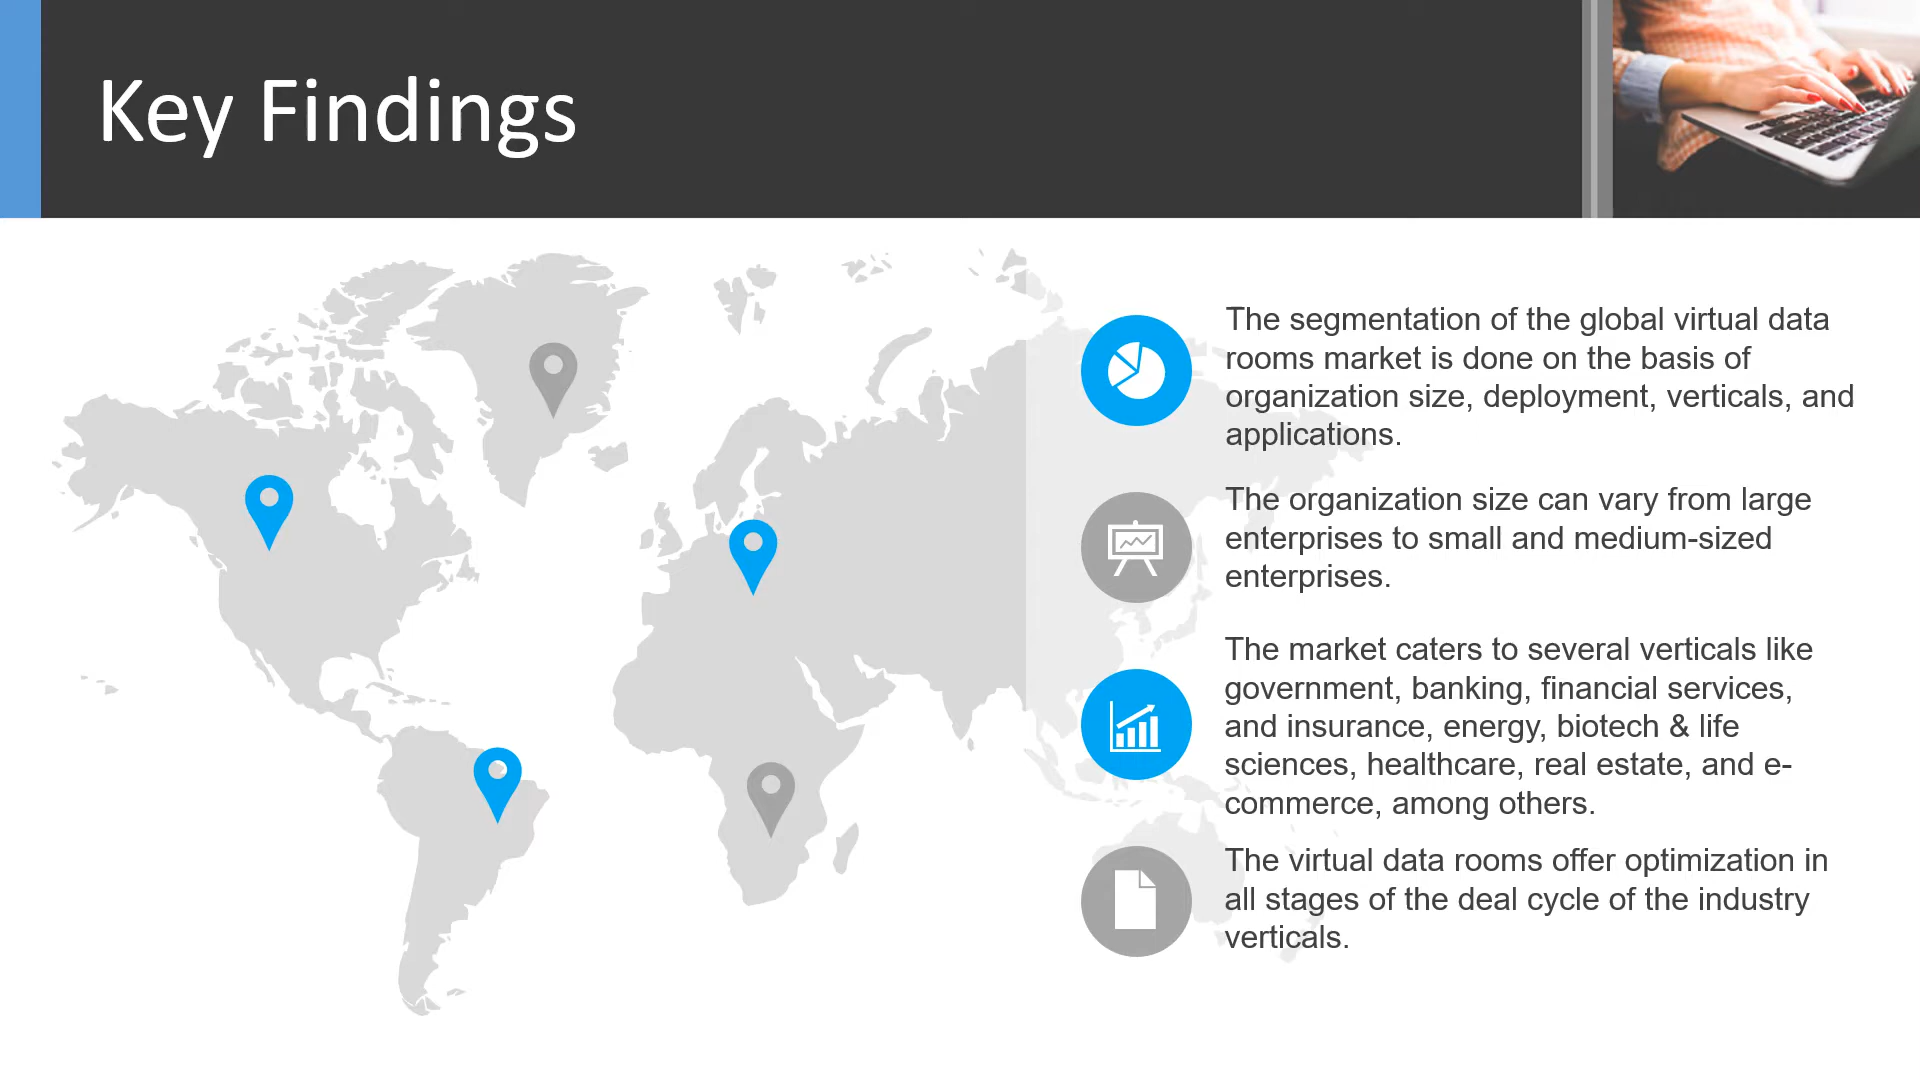 Key Findings
The segmentation of the global virtual data
rooms market is done on the basis of
organization size, deployment, verticals, and
applications.
The organization size can vary from large
enterprises to small and medium-sized
enterprises.
The market caters to several verticals like
government, banking, financial services,
and insurance, energy, biotech & life
sciences, healthcare, real estate, and e-
commerce, among others.
The virtual data rooms offer optimization in
all stages of the deal cycle of the industry
verticals.